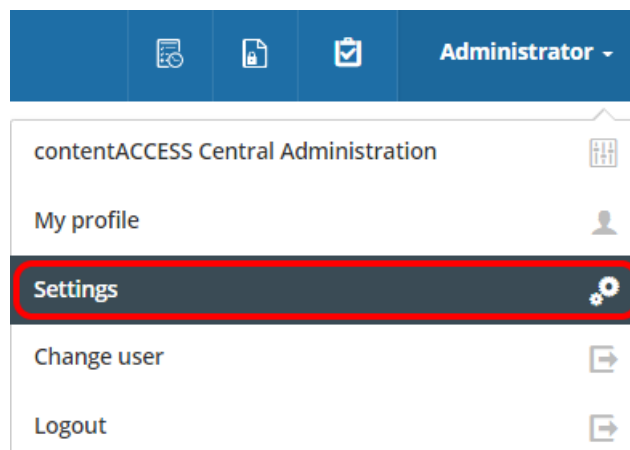 Administrator
contentACCESS Central Administration
My profile
Settings
Change user
Logout